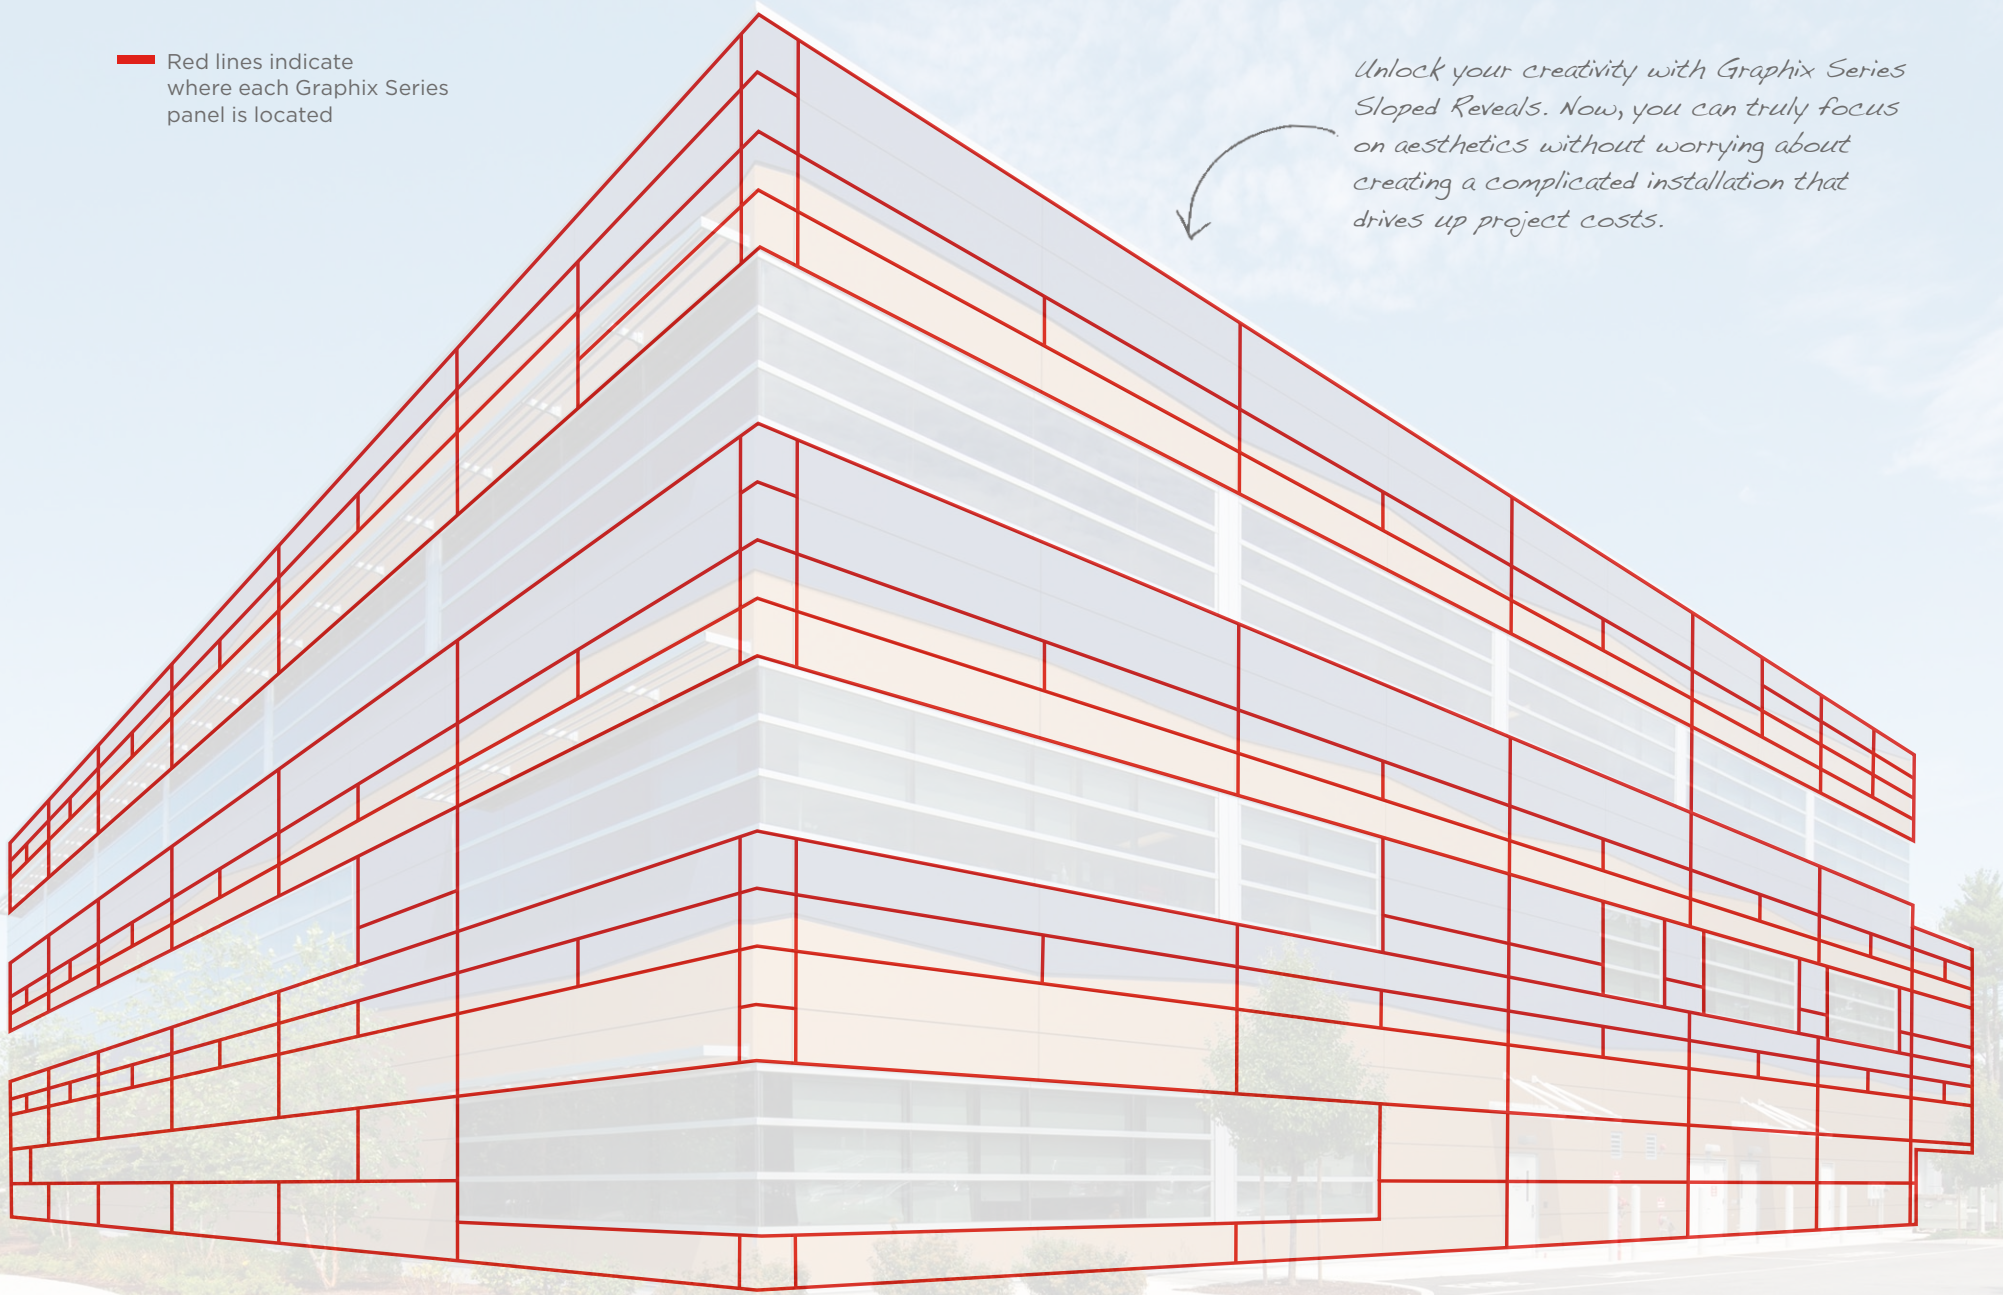 Red lines indicate
where each Graphix Series
panel is located
Unlock your creativity with Graphix Series
Sloped Reveals. Now, you can truly focus
on aesthetics without worrying about
creating a complicated installation that
drives up project costs.